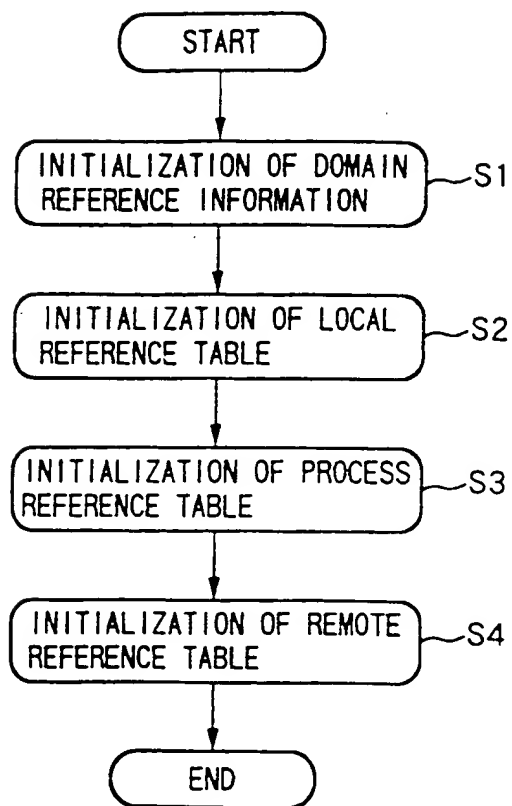 START
INITIALIZATION OF DOMAIN
REFERENCE INFORMATION
S1
INITIALIZATION OF LOCAL
REFERENCE TABLE
S2
INITIALIZATION OF PROCESS
REFERENCE TABLE
S3
INITIALIZATION OF REMOTE
REFERENCE TABLE
S4
END